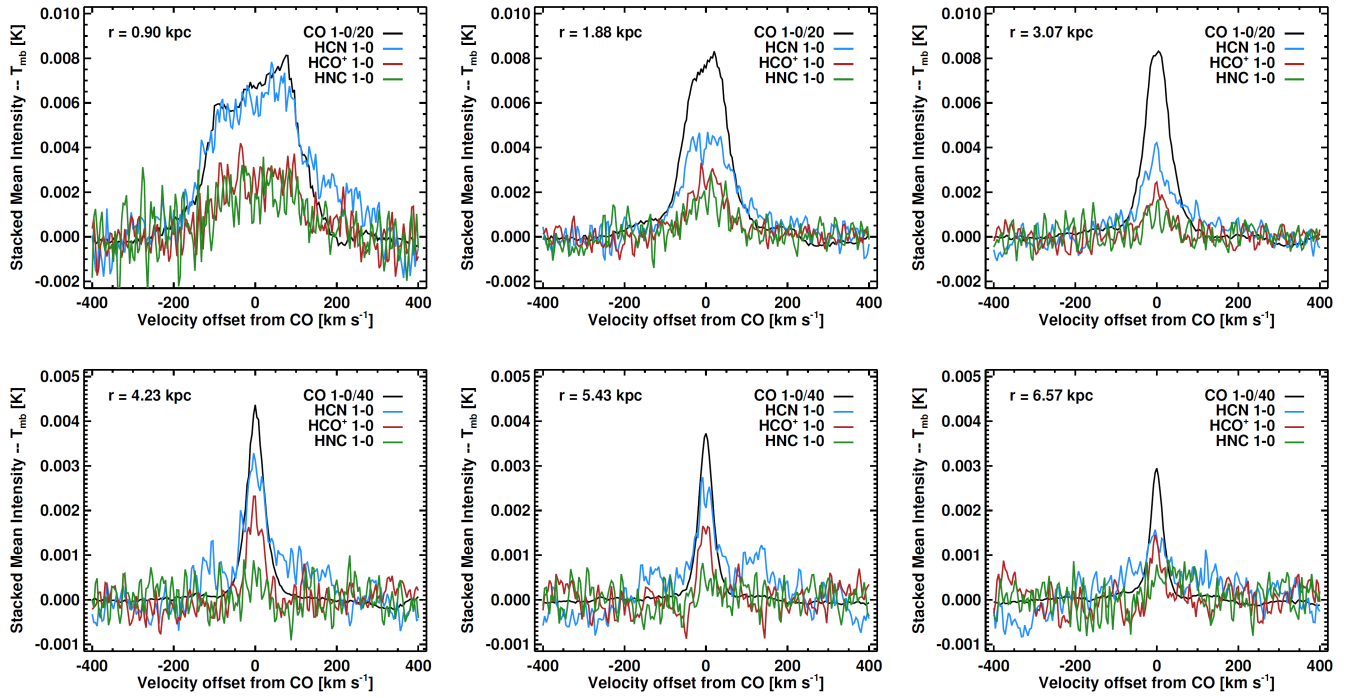 r = 0.90 kpc
CO 1-0/20
HCN 1-0
HCO⁺ 1-0
HNC 1-0
0.010
0.008
0.006
0.004
0.002
0.000
-0.002
Stacked Mean Intensity -- Tmb [K]
-400 -200 0 200 400
Velocity offset from CO [km s⁻¹]
r = 1.88 kpc
CO 1-0/20
HCN 1-0
HCO⁺ 1-0
HNC 1-0
0.010
0.008
0.006
0.004
0.002
0.000
-0.002
Stacked Mean Intensity -- Tmb [K]
-400 -200 0 200 400
Velocity offset from CO [km s⁻¹]
r = 3.07 kpc
CO 1-0/20
HCN 1-0
HCO⁺ 1-0
HNC 1-0
0.010
0.008
0.006
0.004
0.002
0.000
-0.002
Stacked Mean Intensity -- Tmb [K]
-400 -200 0 200 400
Velocity offset from CO [km s⁻¹]
r = 4.23 kpc
CO 1-0/40
HCN 1-0
HCO⁺ 1-0
HNC 1-0
0.005
0.004
0.003
0.002
0.001
0.000
-0.001
Stacked Mean Intensity -- Tmb [K]
-400 -200 0 200 400
Velocity offset from CO [km s⁻¹]
r = 5.43 kpc
CO 1-0/40
HCN 1-0
HCO⁺ 1-0
HNC 1-0
0.005
0.004
0.003
0.002
0.001
0.000
-0.001
Stacked Mean Intensity -- Tmb [K]
-400 -200 0 200 400
Velocity offset from CO [km s⁻¹]
r = 6.57 kpc
CO 1-0/40
HCN 1-0
HCO⁺ 1-0
HNC 1-0
0.005
0.004
0.003
0.002
0.001
0.000
-0.001
Stacked Mean Intensity -- Tmb [K]
-400 -200 0 200 400
Velocity offset from CO [km s⁻¹]